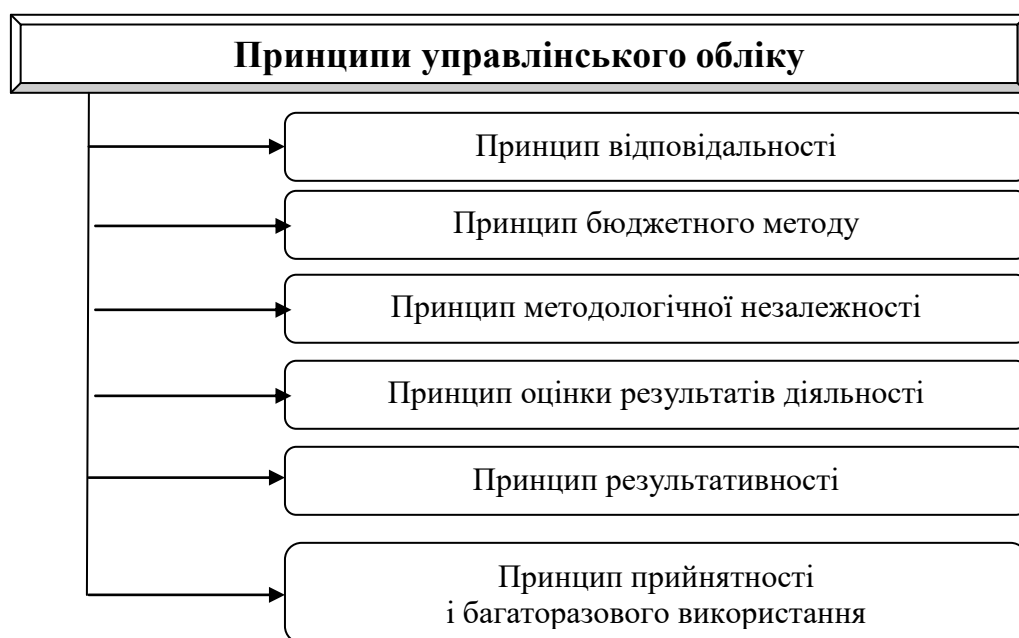 Принципи управлінського обліку
Принцип відповідальності
Принцип бюджетного методу
Принцип методологічної незалежності
Принцип оцінки результатів діяльності
Принцип результативності
Принцип прийнятності
і багаторазового використання